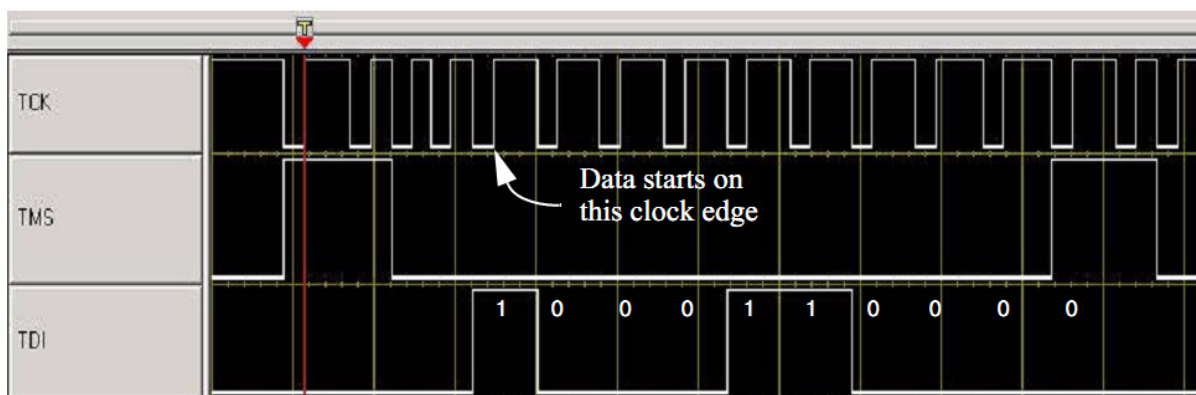 T
TCK
Data starts on
this clock edge
TMS
1 0 0 0 1 1 0 0 0 0
TDI